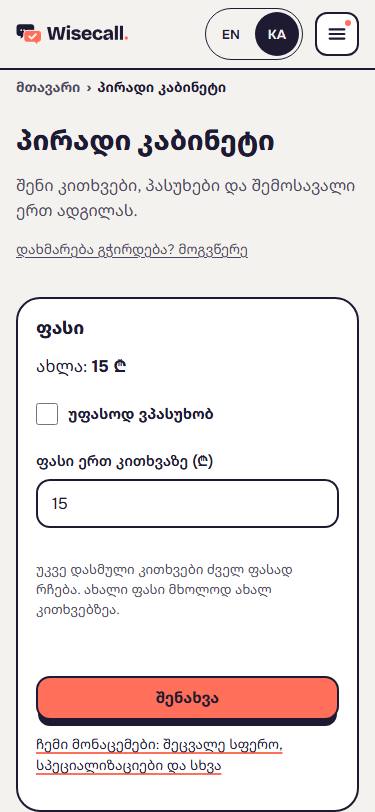 Wisecall.
EN KA
მთავარი › პირადი კაბინეტი
პირადი კაბინეტი
შენი კითხვები, პასუხები და შემოსავალი
ერთ ადგილას.
დახმარება გჭირდება? მოგვწერე
ფასი
ახლა: 15 ₾
უფასოდ ვპასუხობ
ფასი ერთ კითხვაზე (₾)
15
უკვე დასმული კითხვები ძველ ფასად
რჩება. ახალი ფასი მხოლოდ ახალ
კითხვებზეა.
შენახვა
ჩემი მონაცემები: შეცვალე სფერო,
სპეციალიზაციები და სხვა